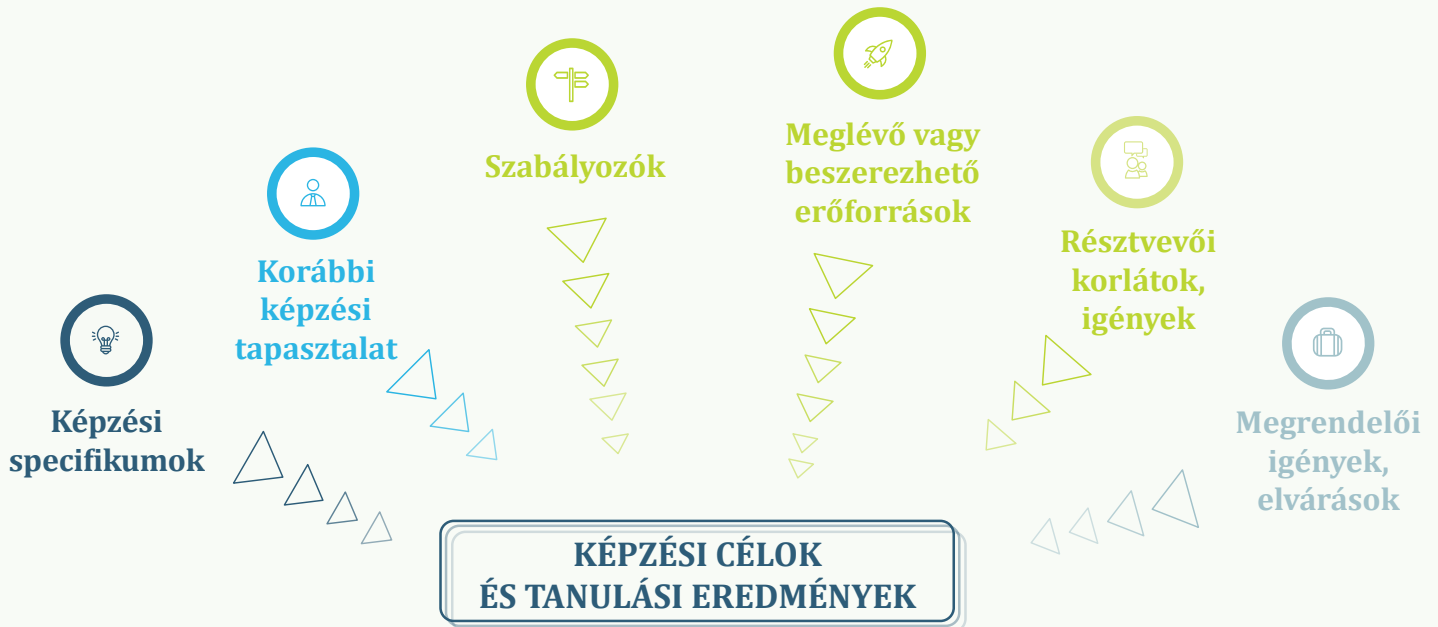 Képzési
specifikumok
Korábbi
képzési
tapasztalat
Szabályozók
Meglévő vagy
beszerezhető
erőforrások
Résztvevői
korlátok,
igények
Megrendelői
igények,
elvárások
KÉPZÉSI CÉLOK
ÉS TANULÁSI EREDMÉNYEK